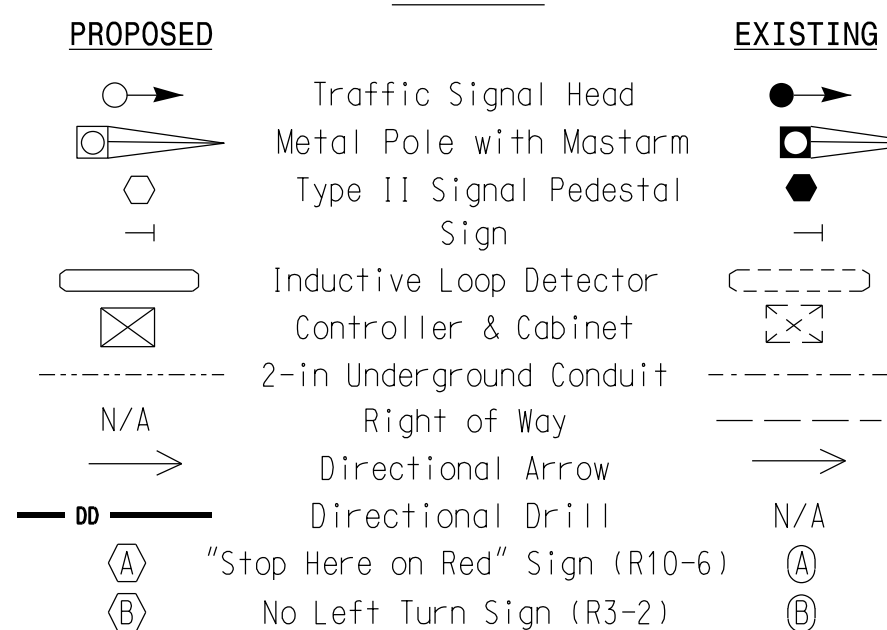 PROPOSED EXISTING
Traffic Signal Head
Metal Pole with Mastarm
Type II Signal Pedestal
Sign
Inductive Loop Detector
Controller & Cabinet
2-in Underground Conduit
N/A Right of Way
Directional Arrow
DD Directional Drill N/A
A "Stop Here on Red" Sign (R10-6) A
B No Left Turn Sign (R3-2) B